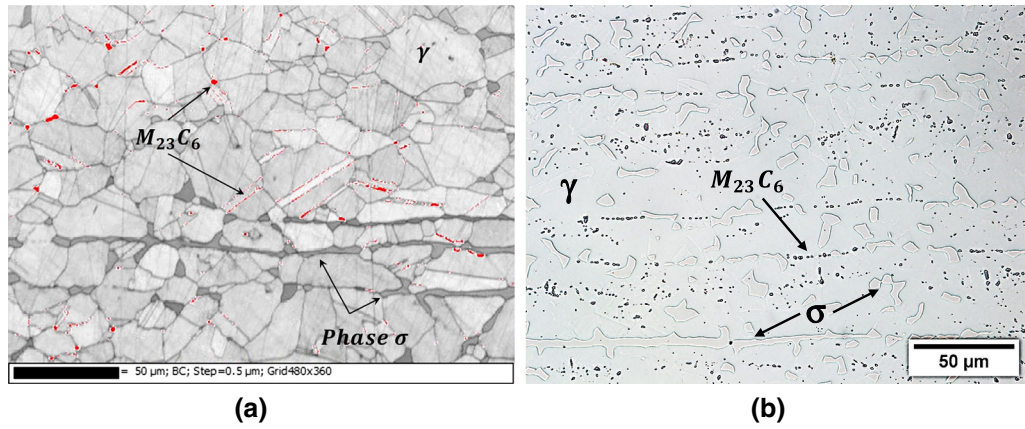 γ
M₂₃C₆
Phase σ
= 50 µm; BC; Step=0.5 µm; Grid480x360
(a)
M₂₃C₆
γ
σ
50 µm
(b)